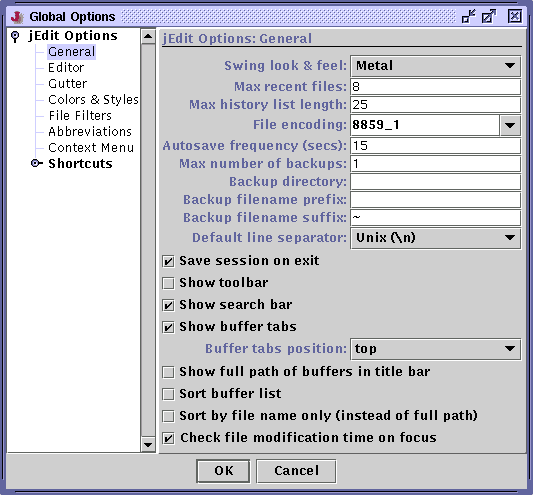 Global Options
jEdit Options
General
Editor
Gutter
Colors & Styles
File Filters
Abbreviations
Context Menu
Shortcuts
jEdit Options: General
Swing look & feel: Metal
Max recent files: 8
Max history list length: 25
File encoding: 8859_1
Autosave frequency (secs): 15
Max number of backups: 1
Backup directory:
Backup filename prefix:
Backup filename suffix: ~
Default line separator: Unix (\n)
Save session on exit
Show toolbar
Show search bar
Show buffer tabs
Buffer tabs position: top
Show full path of buffers in title bar
Sort buffer list
Sort by file name only (instead of full path)
Check file modification time on focus
OK Cancel